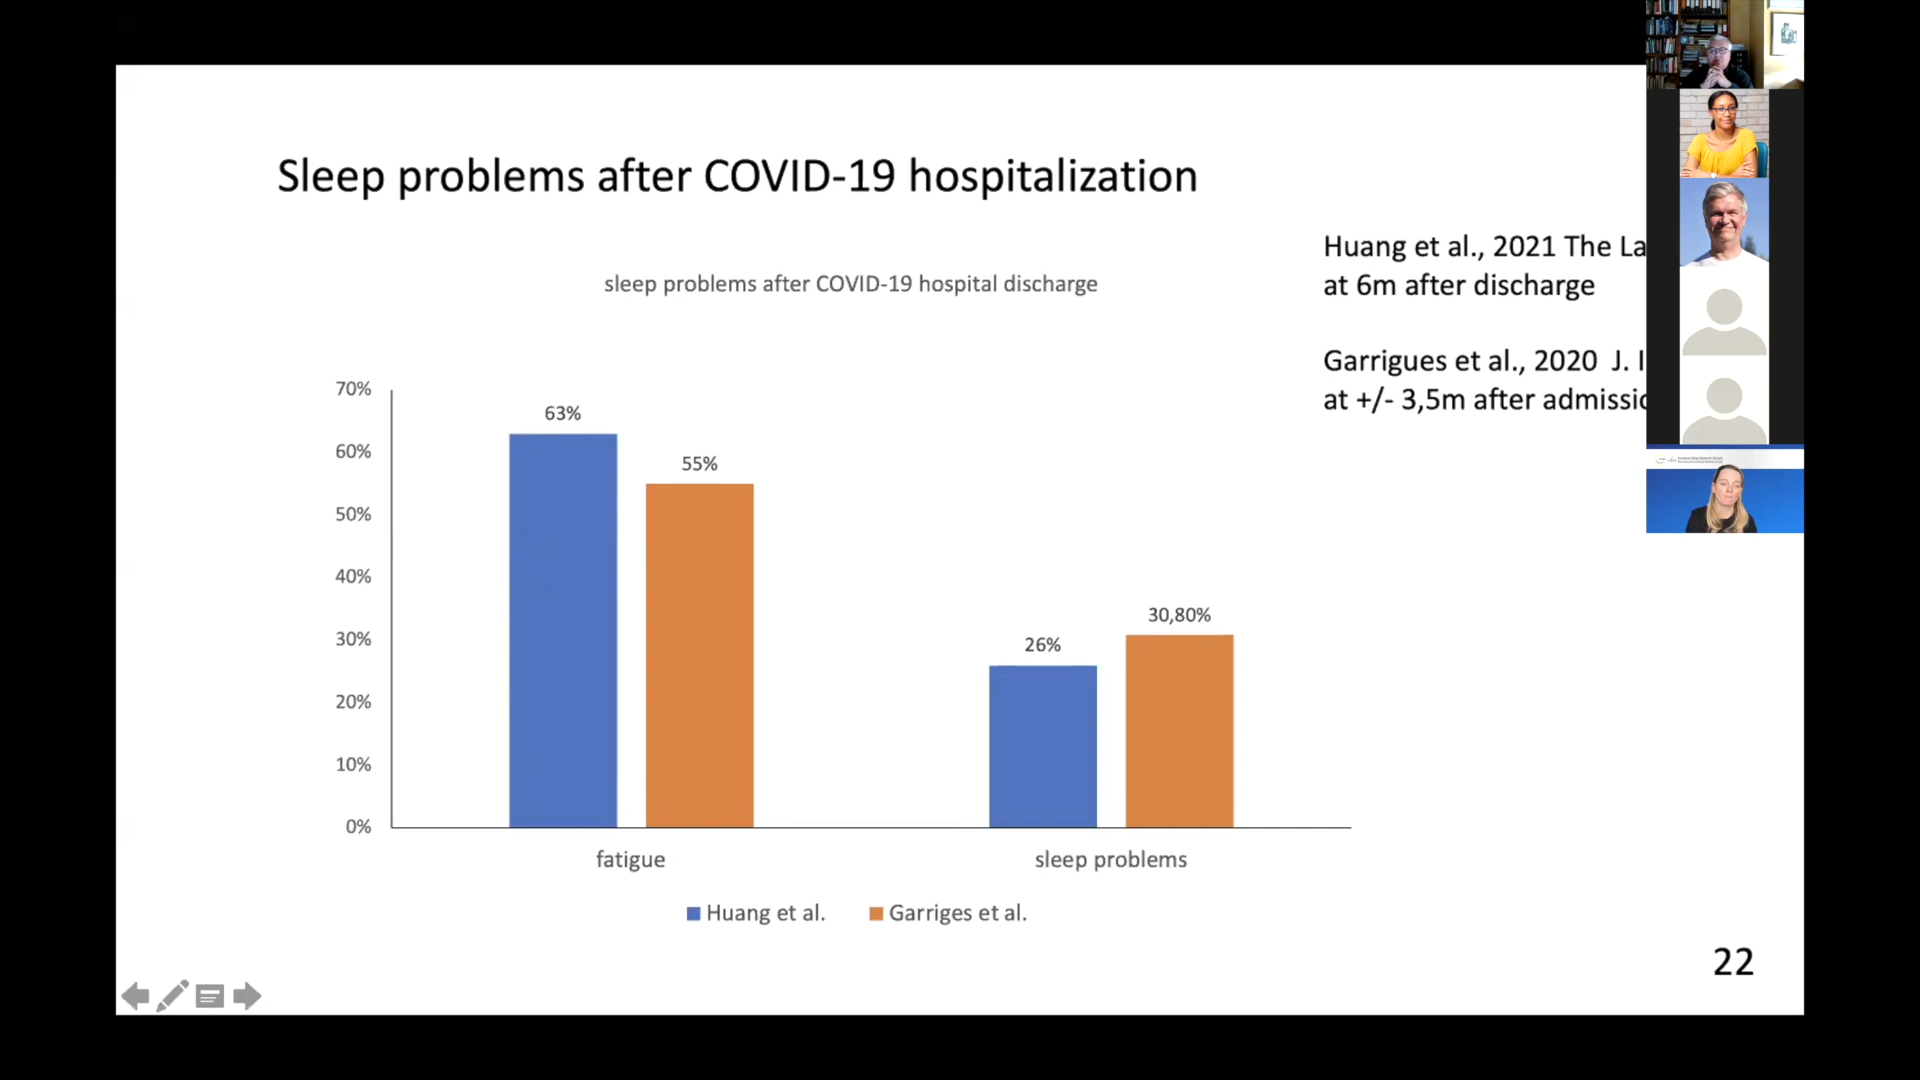 Sleep problems after COVID-19 hospitalization
Huang et al., 2021 The La
at 6m after discharge
Garrigues et al., 2020 J. I
at +/- 3,5m after admissio
sleep problems after COVID-19 hospital discharge
70%
60%
50%
40%
30%
20%
10%
0%
63%
55%
26%
30,80%
fatigue
sleep problems
Huang et al.
Garriges et al.
22